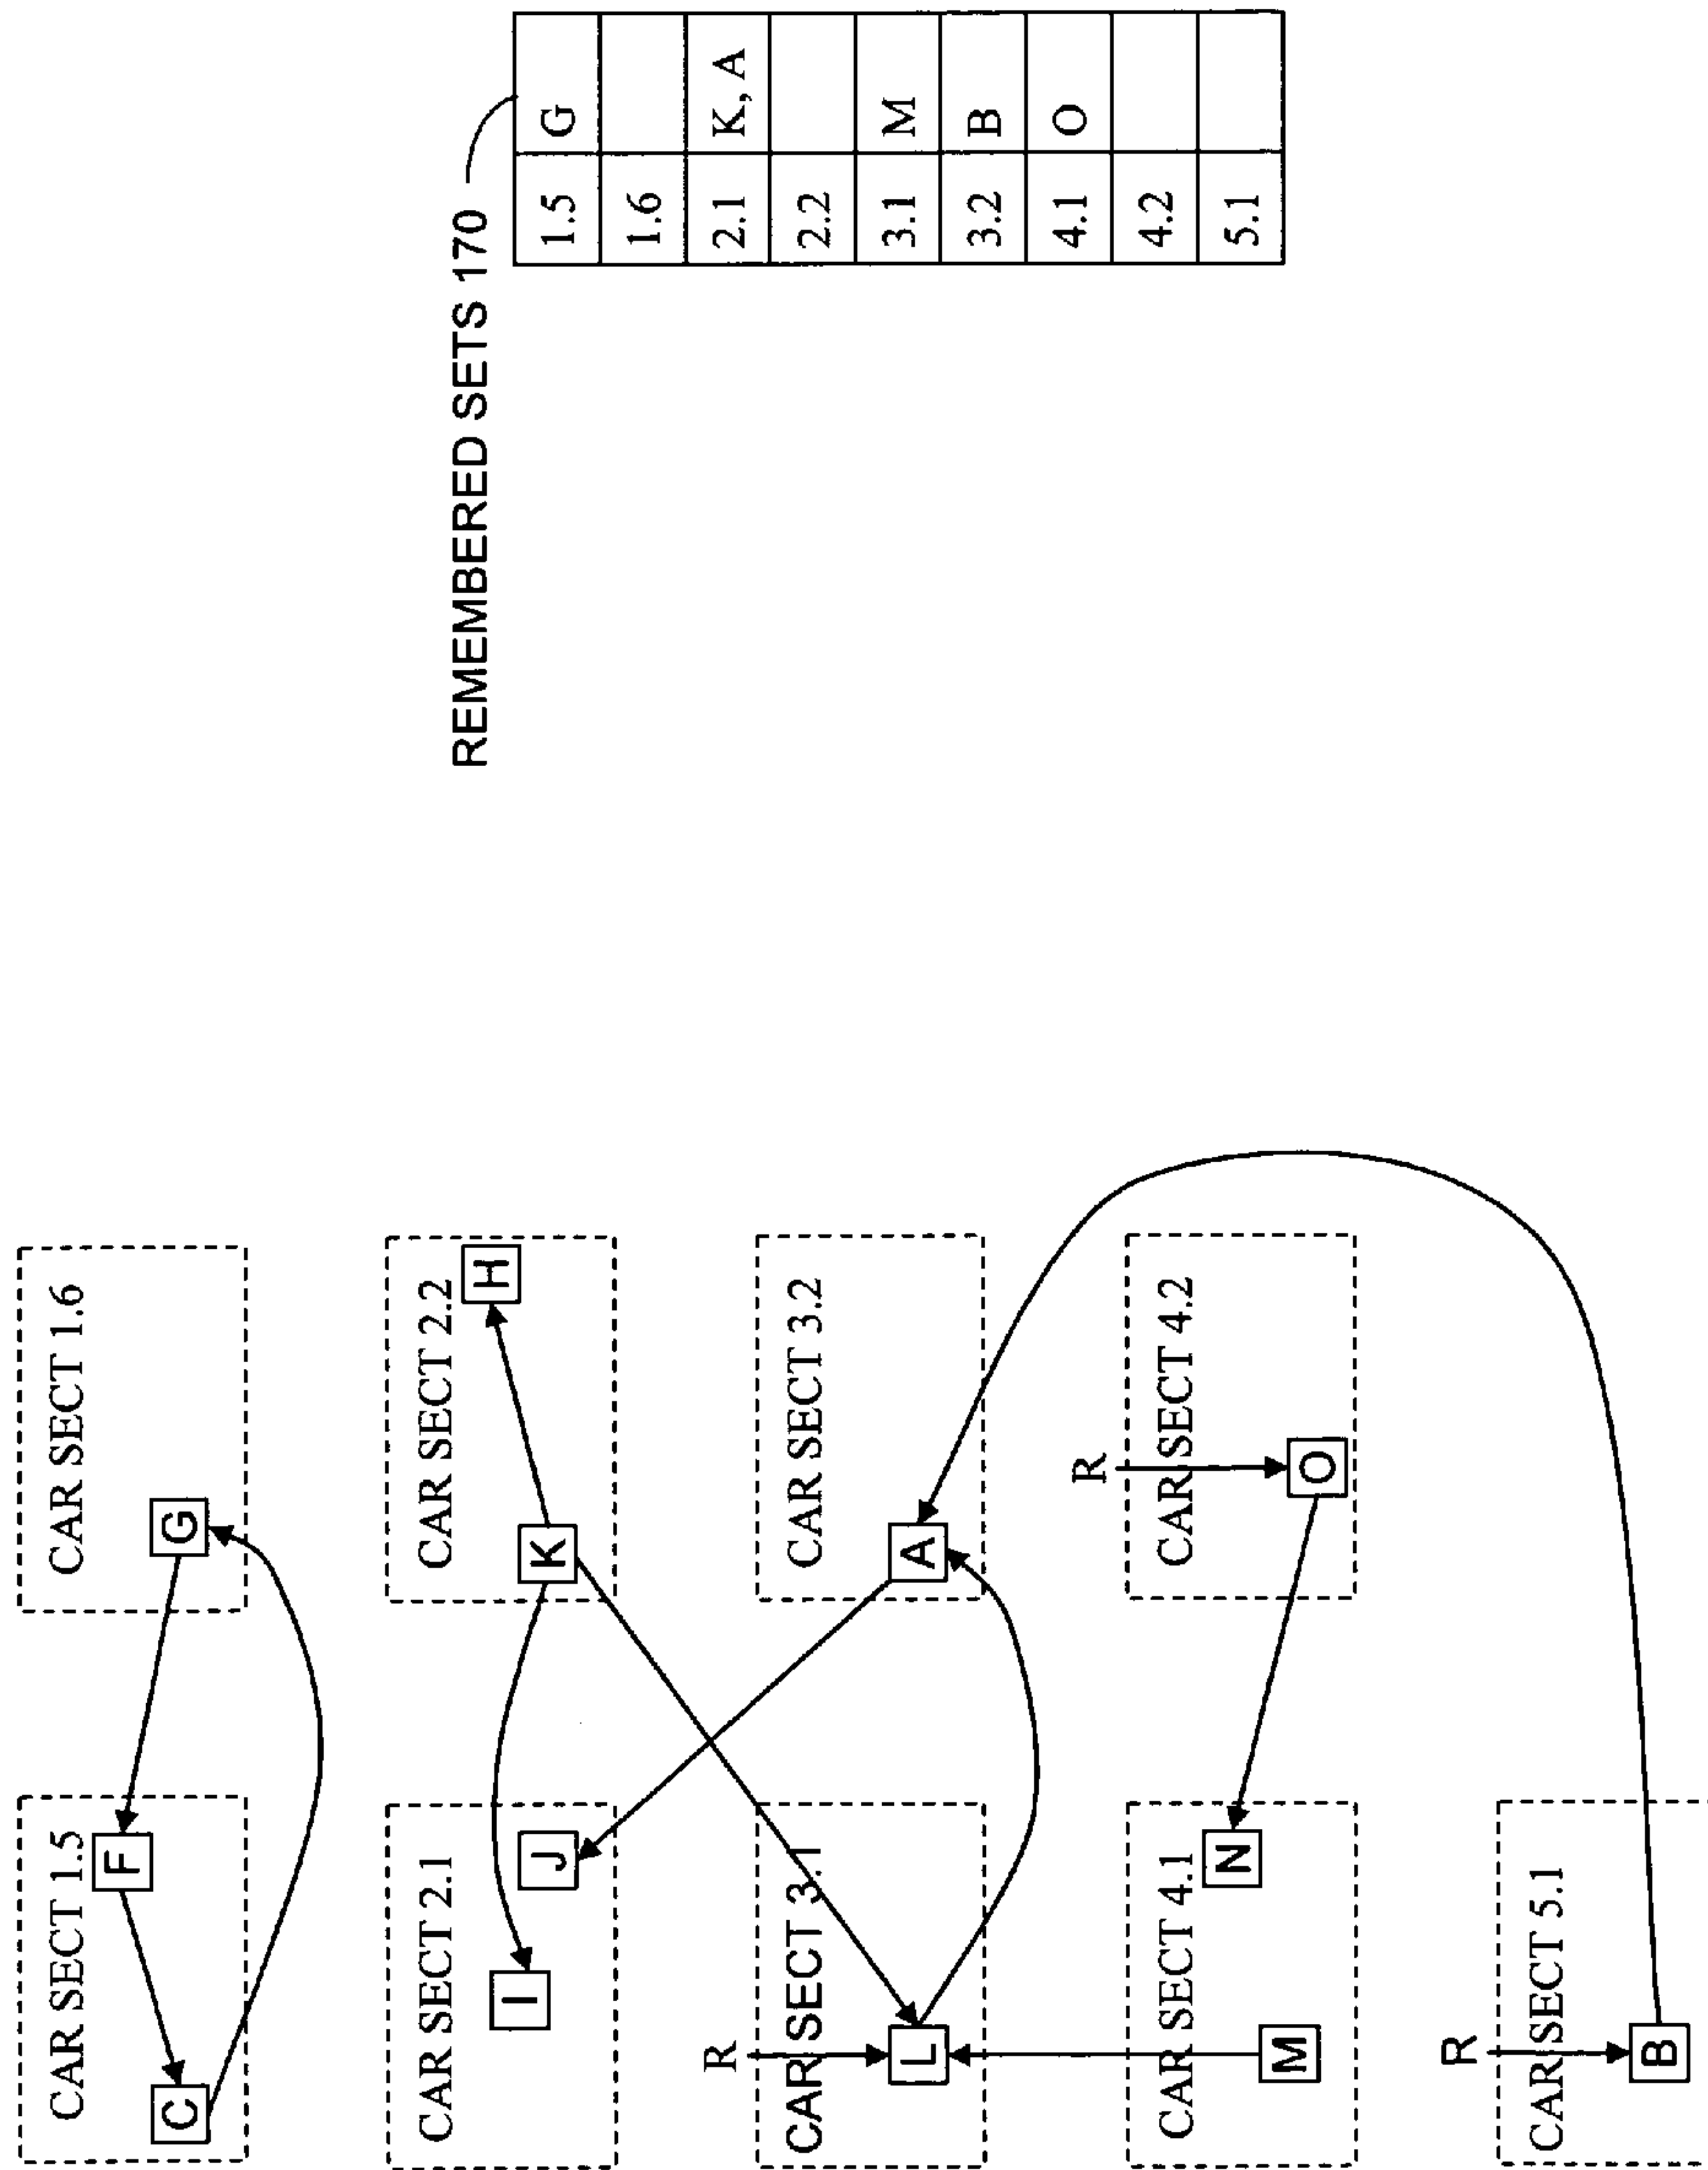 CAR SECT 1.5
F
C
CAR SECT 1.6
G
CAR SECT 2.1
I
J
CAR SECT 2.2
K
H
R
CAR SECT 3.1
L
CAR SECT 3.2
A
CAR SECT 4.1
M
N
R
CAR SECT 4.2
O
R
CAR SECT 5.1
B
REMEMBERED SETS 170
1.5 G
1.6
2.1 K, A
2.2
3.1 M
3.2 B
4.1 O
4.2
5.1